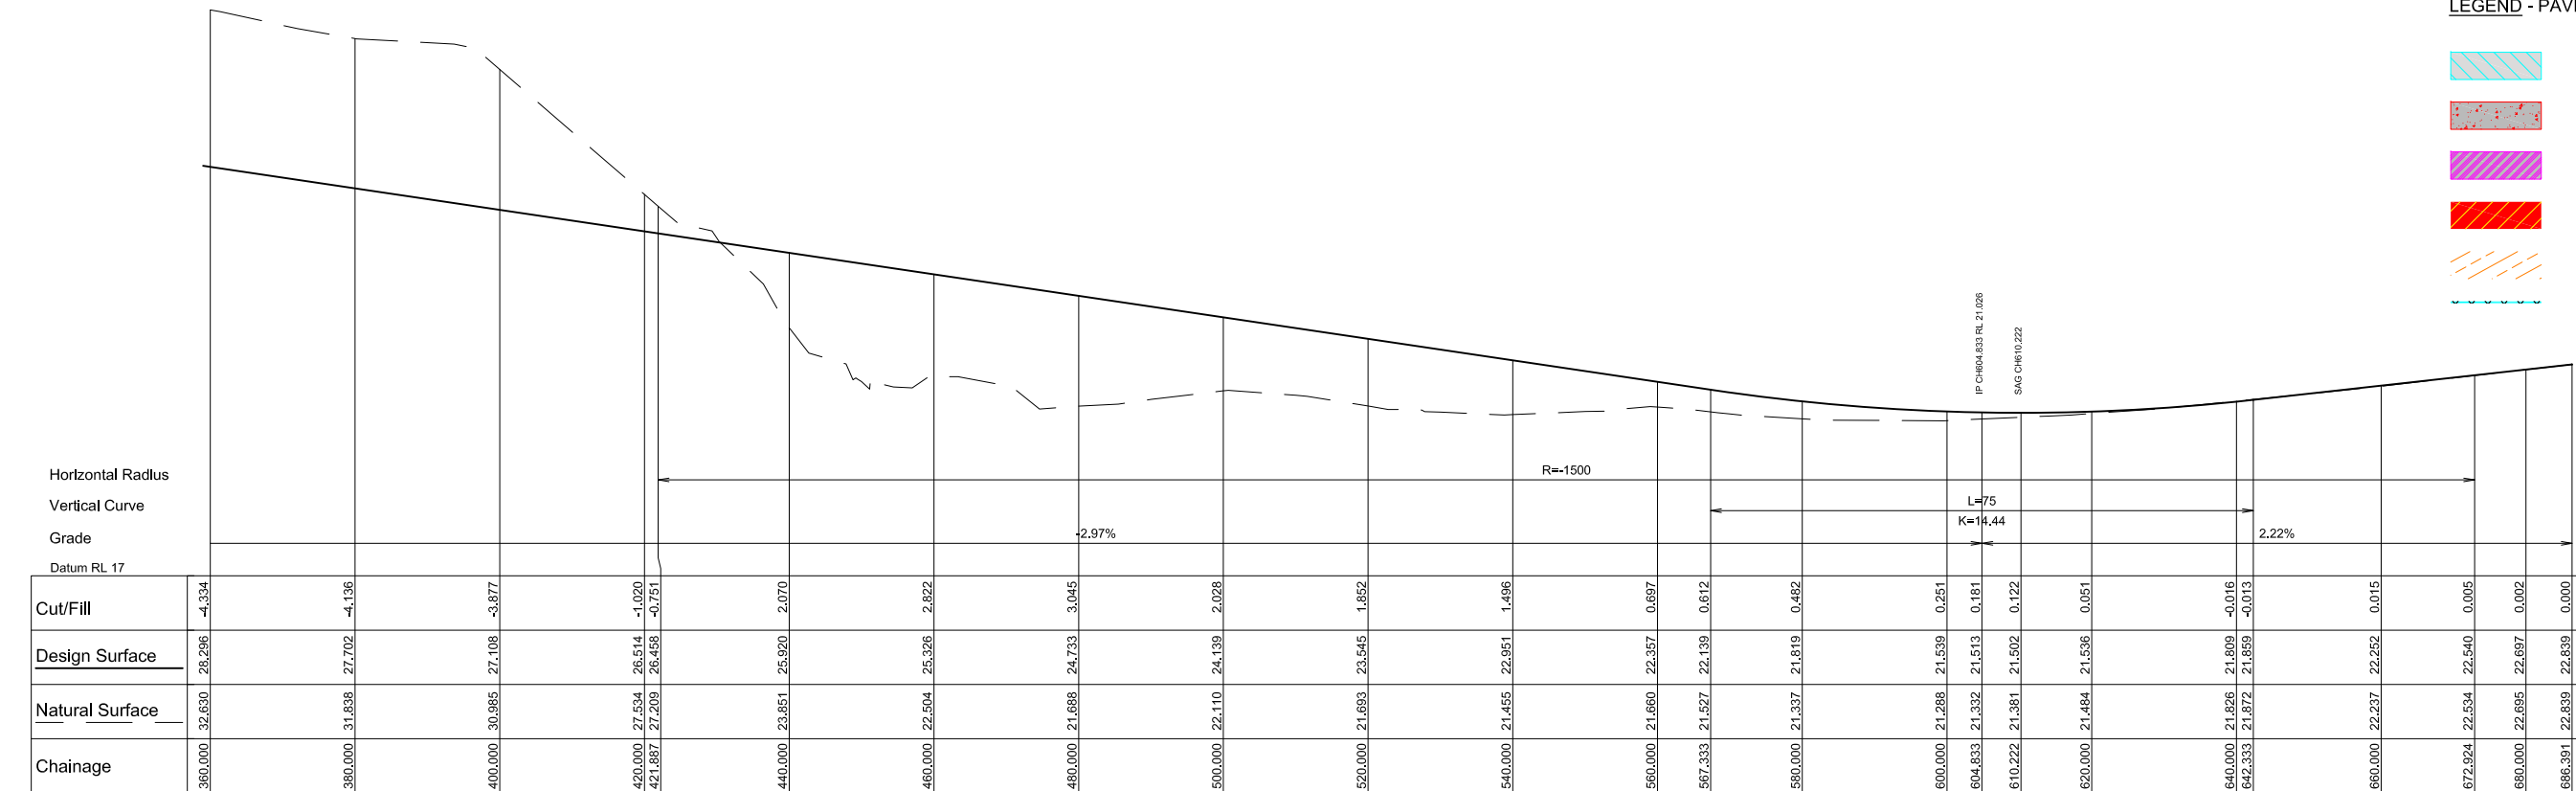 LEGEND - PAV
IP CH604.833 RL 21.026
SAG CH610.222
Horizontal Radius
R=-1500
Vertical Curve
L=75
K=14.44
Grade
-2.97%
2.22%
Datum RL 17
Cut/Fill -4.334 -4.136 -3.877 -1.020 -0.751 2.070 2.822 3.045 2.028 1.852 1.496 0.697 0.612 0.482 0.251 0.181 0.122 0.051 -0.016 -0.013 0.015 0.005 0.002 0.000
Design Surface 28.296 27.702 27.108 26.514 26.458 25.920 25.326 24.733 24.139 23.545 22.951 22.357 22.139 21.819 21.539 21.513 21.502 21.536 21.809 21.859 22.252 22.540 22.697 22.839
Natural Surface 32.630 31.838 30.985 27.534 27.209 23.851 22.504 21.688 22.110 21.693 21.455 21.660 21.527 21.337 21.288 21.332 21.381 21.484 21.826 21.872 22.237 22.534 22.695 22.839
Chainage 360.000 380.000 400.000 420.000 421.887 440.000 460.000 480.000 500.000 520.000 540.000 560.000 567.333 580.000 600.000 604.833 610.222 620.000 640.000 642.333 660.000 672.924 680.000 686.391